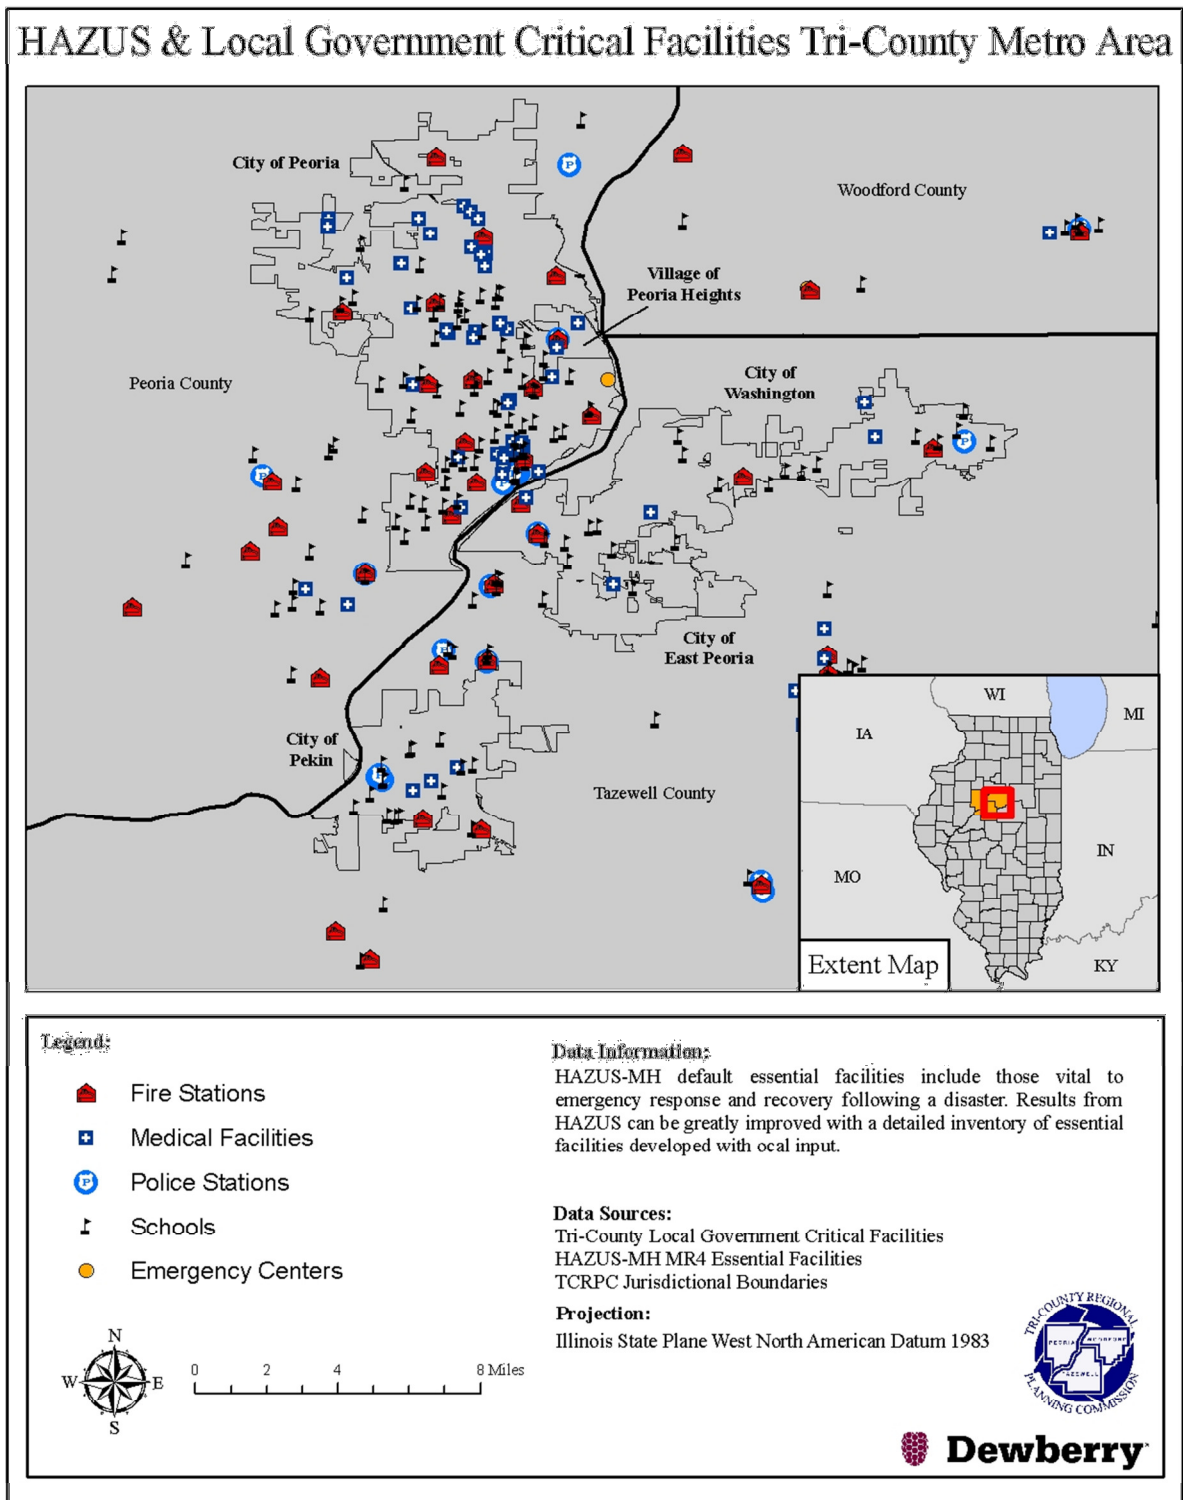 HAZUS & Local Government Critical Facilities Tri-County Metro Area
City of Peoria
Woodford County
Village of
Peoria Heights
Peoria County
City of
Washington
City of
East Peoria
City of
Pekin
Tazewell County
WI
MI
IA
IN
MO
KY
Extent Map
Legend:
Fire Stations
Medical Facilities
Police Stations
Schools
Emergency Centers
N
W
E
S
0 2 4 8 Miles
Data Information:
HAZUS-MH default essential facilities include those vital to
emergency response and recovery following a disaster. Results from
HAZUS can be greatly improved with a detailed inventory of essential
facilities developed with ocal input.
Data Sources:
Tri-County Local Government Critical Facilities
HAZUS-MH MR4 Essential Facilities
TCRPC Jurisdictional Boundaries
Projection:
Illinois State Plane West North American Datum 1983
TRI-COUNTY REGIONAL
PEORIA
WOODFORD
TAZEWELL
PLANNING COMMISSION
Dewberry